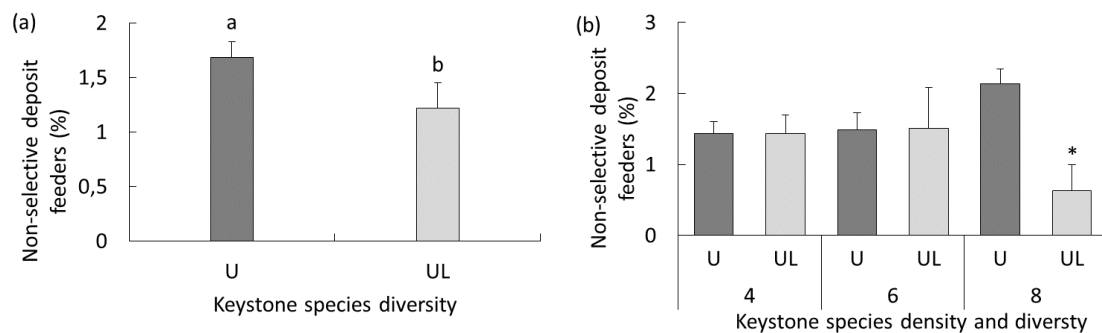 (a)
Non-selective deposit
feeders (%)
2
1,5
1
0,5
0
a
b
U
UL
Keystone species diversity
(b)
Non-selective deposit
feeders (%)
3
2
1
0
*
U
UL
U
UL
U
UL
4
6
8
Keystone species density and diversty